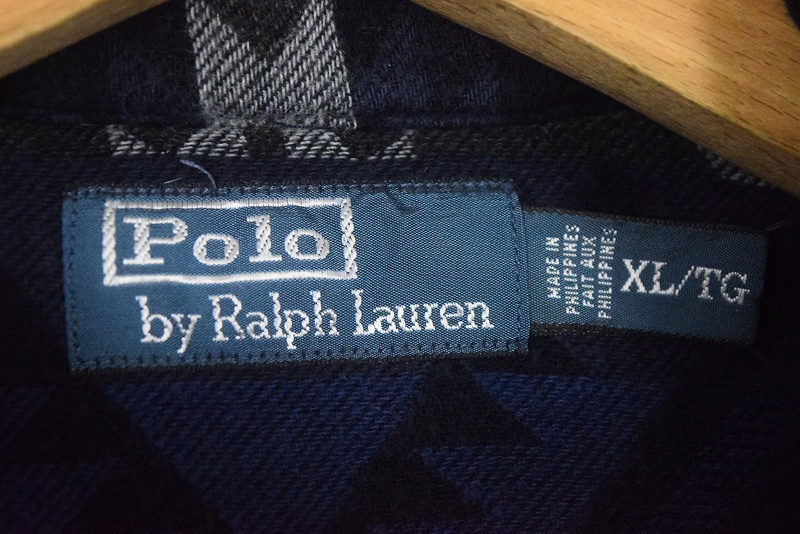 Polo
by Ralph Lauren
MADE IN
PHILIPPINES
FAIT AUX
PHILIPPINES
XL/TG